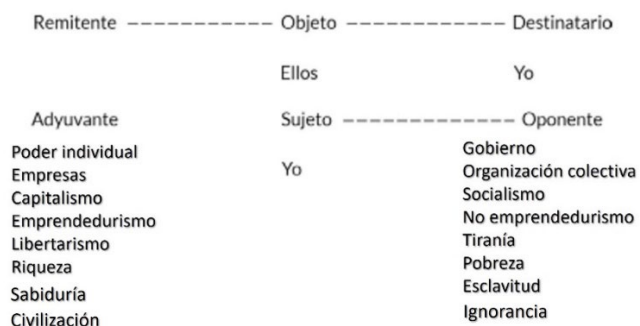 Remitente ------------ Objeto ------------- Destinatario
Ellos Yo
Adyuvante Sujeto ------------- Oponente
Yo
Poder individual
Empresas
Capitalismo
Emprendedurismo
Libertarismo
Riqueza
Sabiduría
Civilización
Gobierno
Organización colectiva
Socialismo
No emprendedurismo
Tiranía
Pobreza
Esclavitud
Ignorancia